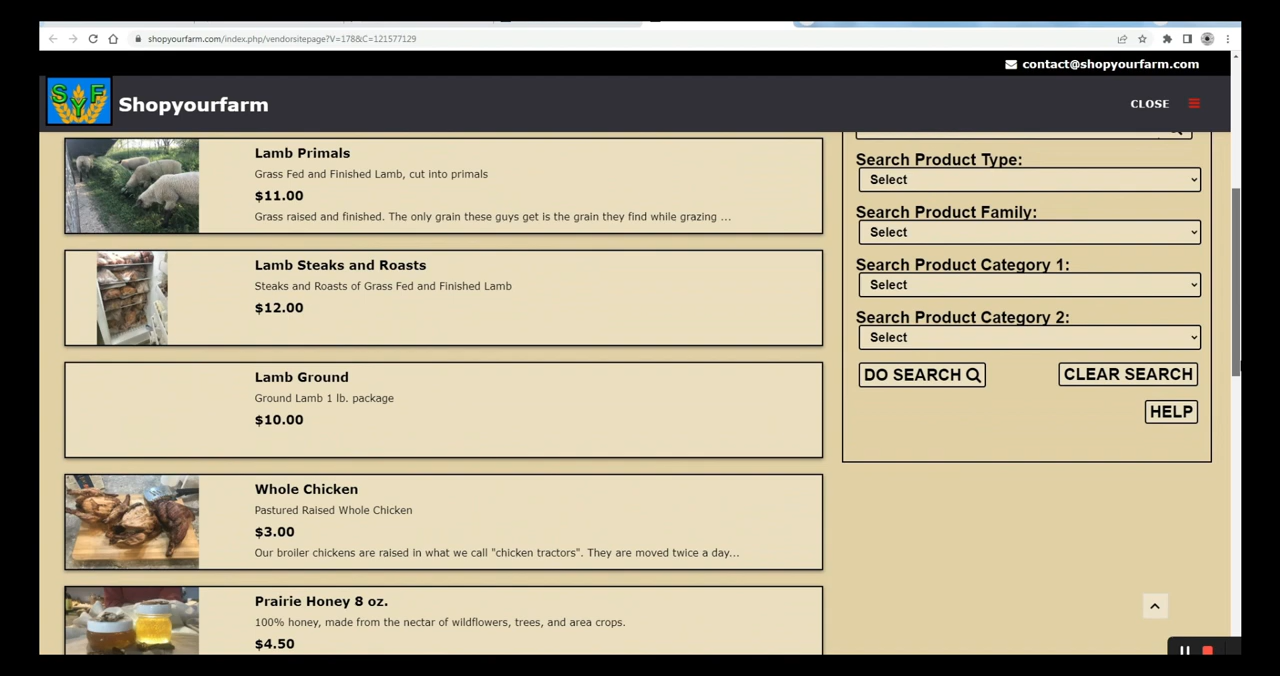 shopyourfarm.com/index.php/vendorsitepage?V=178&C=121577129
contact@shopyourfarm.com
SYF
Shopyourfarm
CLOSE
Lamb Primals
Grass Fed and Finished Lamb, cut into primals
$11.00
Grass raised and finished. The only grain these guys get is the grain they find while grazing ...
Lamb Steaks and Roasts
Steaks and Roasts of Grass Fed and Finished Lamb
$12.00
Lamb Ground
Ground Lamb 1 lb. package
$10.00
Whole Chicken
Pastured Raised Whole Chicken
$3.00
Our broiler chickens are raised in what we call "chicken tractors". They are moved twice a day...
Prairie Honey 8 oz.
100% honey, made from the nectar of wildflowers, trees, and area crops.
$4.50
Search Product Type:
Select
Search Product Family:
Select
Search Product Category 1:
Select
Search Product Category 2:
Select
DO SEARCH
CLEAR SEARCH
HELP